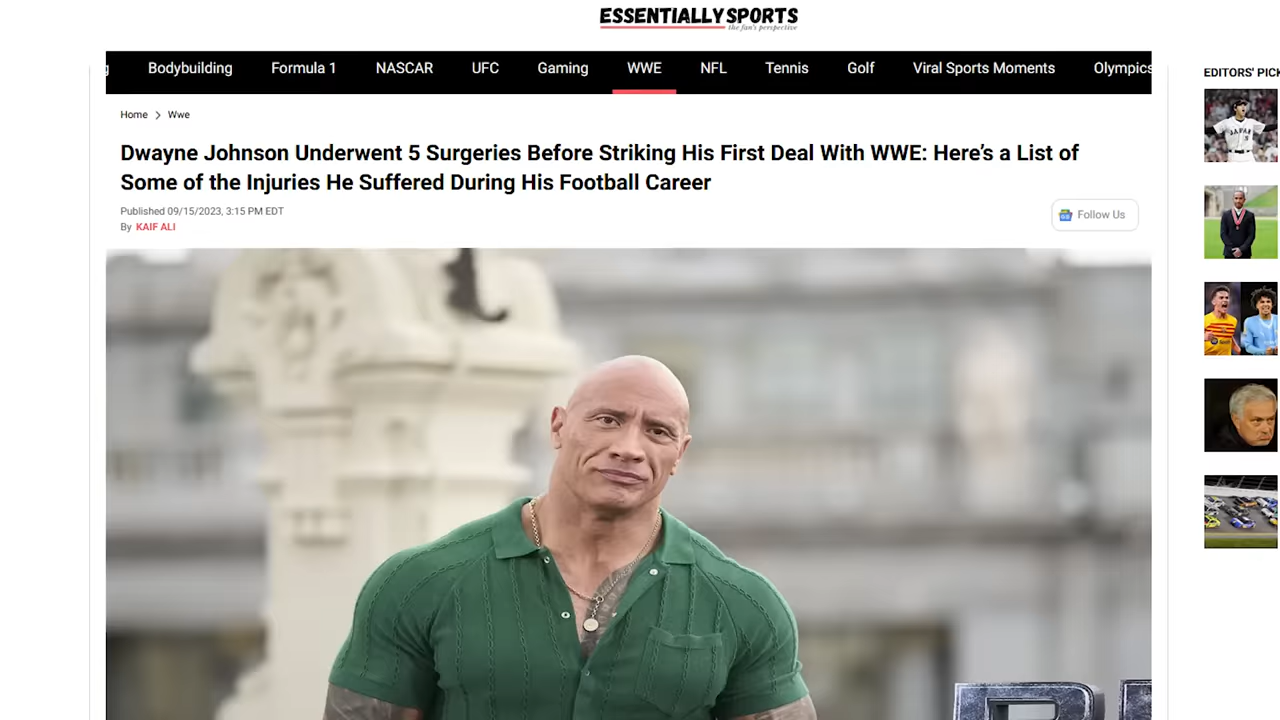 ESSENTIALLYSPORTS
the fan's perspective
Bodybuilding Formula 1 NASCAR UFC Gaming WWE NFL Tennis Golf Viral Sports Moments Olympics
EDITORS' PICK
Home > Wwe
Dwayne Johnson Underwent 5 Surgeries Before Striking His First Deal With WWE: Here's a List of
Some of the Injuries He Suffered During His Football Career
Published 09/15/2023, 3:15 PM EDT
By KAIF ALI
Follow Us
JAPAN